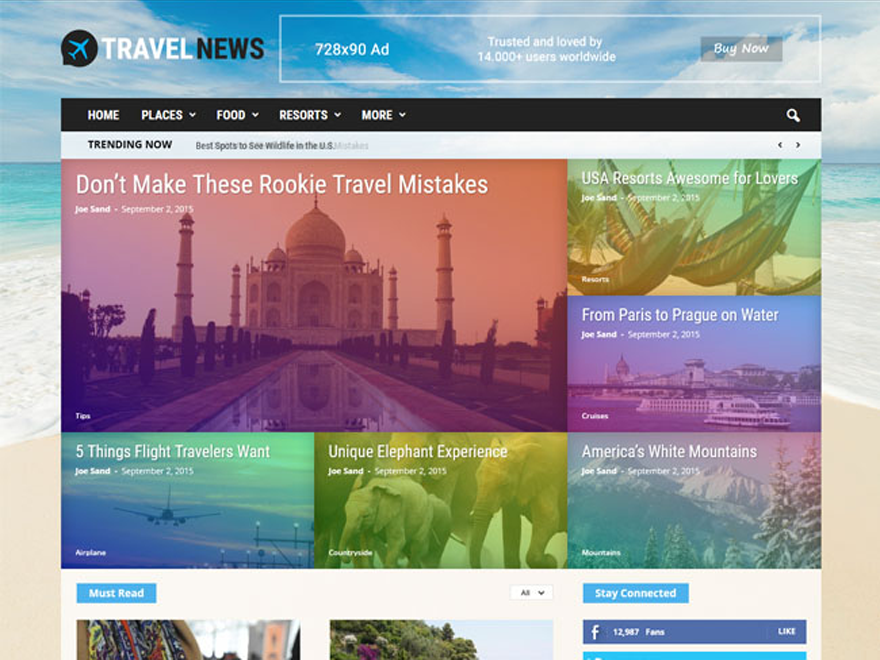 TRAVEL NEWS
728x90 Ad
Trusted and loved by
14.000+ users worldwide
Buy Now
HOME PLACES FOOD RESORTS MORE
TRENDING NOW Best Spots to See Wildlife in the U.S. Mistakes
Don't Make These Rookie Travel Mistakes
Joe Sand - September 2, 2015
Tips
USA Resorts Awesome for Lovers
Joe Sand - September 2, 2015
Resorts
From Paris to Prague on Water
Joe Sand - September 2, 2015
Cruises
5 Things Flight Travelers Want
Joe Sand - September 2, 2015
Airplane
Unique Elephant Experience
Joe Sand - September 2, 2015
Countryside
America's White Mountains
Joe Sand - September 2, 2015
Mountains
Must Read All
Stay Connected
f 12,987 Fans LIKE